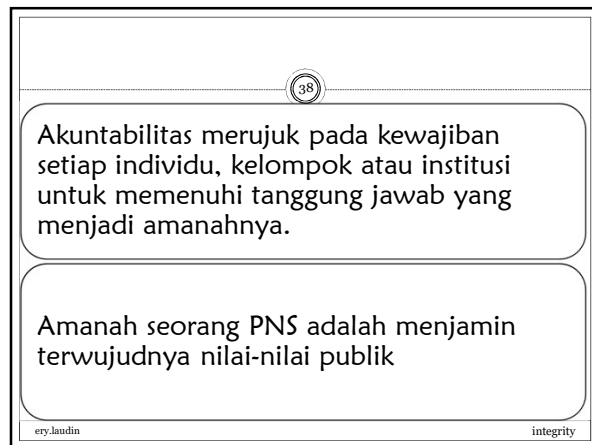 38
Akuntabilitas merujuk pada kewajiban
setiap individu, kelompok atau institusi
untuk memenuhi tanggung jawab yang
menjadi amanahnya.
Amanah seorang PNS adalah menjamin
terwujudnya nilai-nilai publik
ery.laudin
integrity